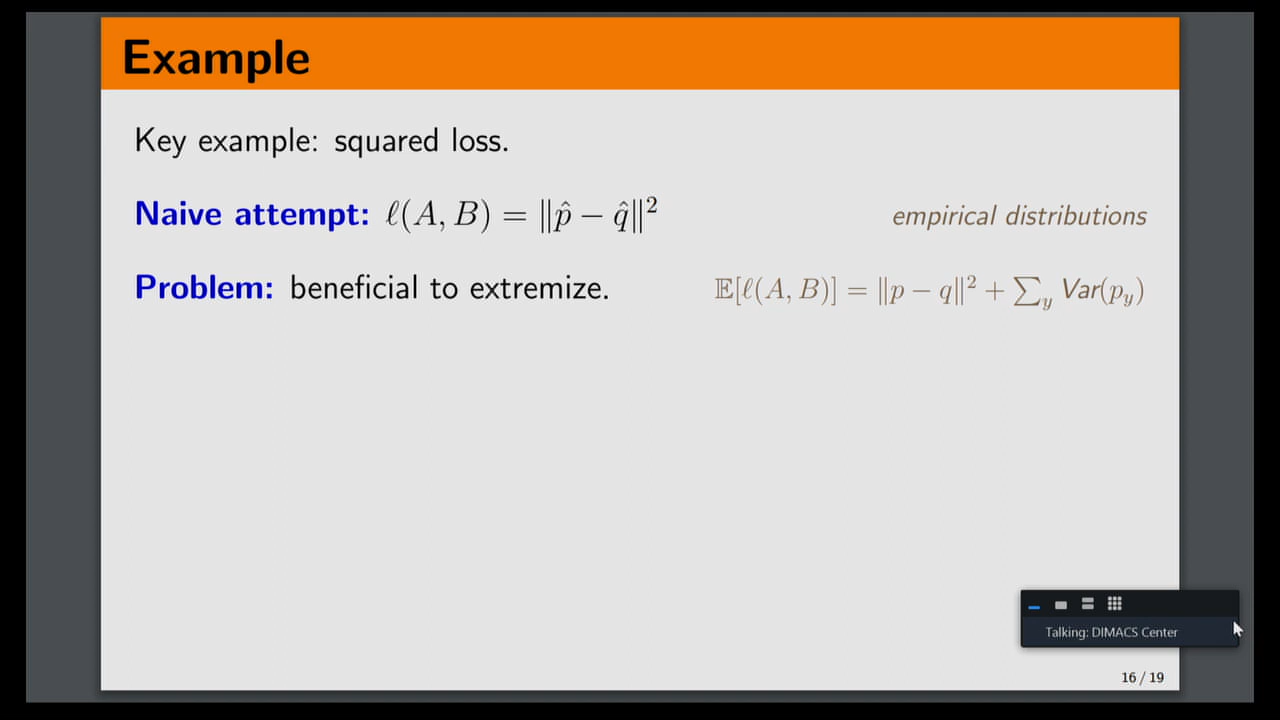 Example
Key example: squared loss.
Naive attempt: ℓ(A, B) = ‖p̂ − q̂‖² empirical distributions
Problem: beneficial to extremize. 𝔼[ℓ(A, B)] = ‖p − q‖² + ∑_y Var(p_y)
Talking: DIMACS Center
16 / 19